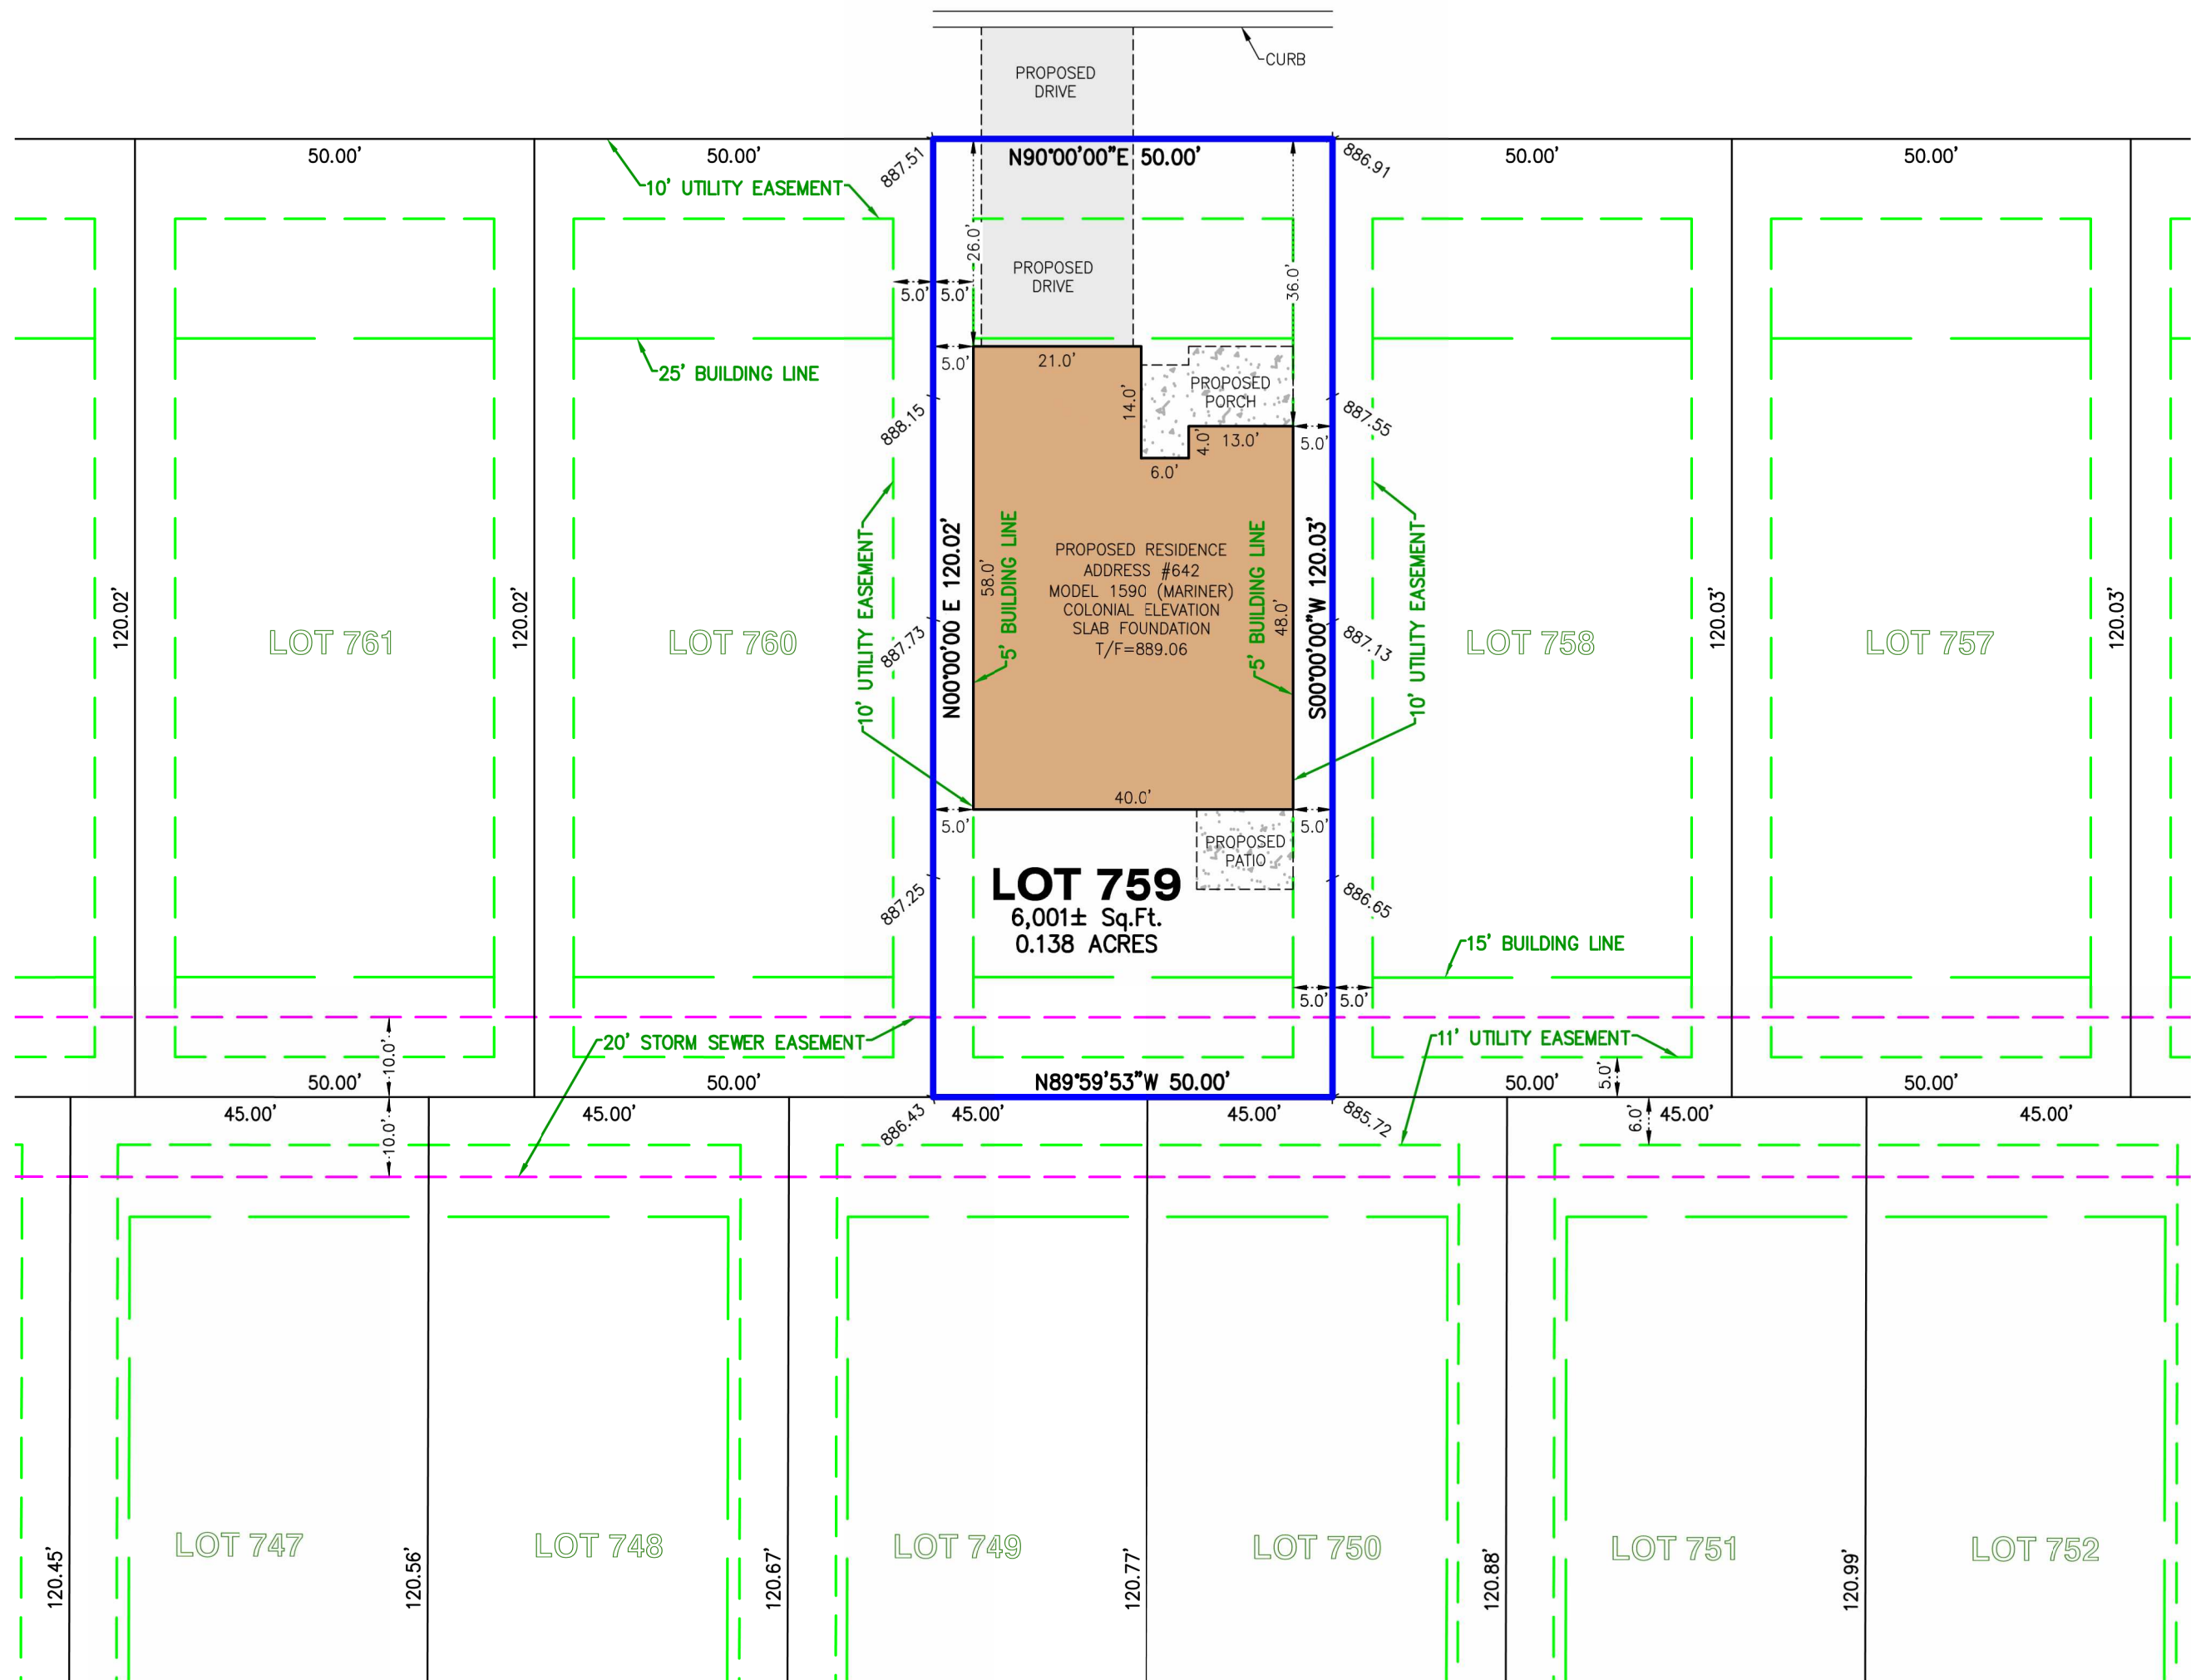 CURB
PROPOSED
DRIVE
50.00'
50.00'
N90°00'00"E 50.00'
50.00'
50.00'
887.51
886.91
10' UTILITY EASEMENT
26.0'
36.0'
PROPOSED
DRIVE
5.0'
5.0'
25' BUILDING LINE
5.0'
21.0'
14.0'
PROPOSED
PORCH
4.0'
13.0'
5.0'
6.0'
888.15
887.55
10' UTILITY EASEMENT
N00°00'00 E 120.02'
58.0'
5' BUILDING LINE
PROPOSED RESIDENCE
ADDRESS #642
MODEL 1590 (MARINER)
COLONIAL ELEVATION
SLAB FOUNDATION
T/F=889.06
5' BUILDING LINE
48.0'
S00°00'00"W 120.03'
10' UTILITY EASEMENT
120.02'
LOT 761
120.02'
LOT 760
887.73
887.13
LOT 758
120.03'
LOT 757
120.03'
40.0'
5.0'
5.0'
PROPOSED
PATIO
LOT 759
6,001± Sq.Ft.
0.138 ACRES
887.25
886.65
15' BUILDING LINE
5.0'
5.0'
20' STORM SEWER EASEMENT
11' UTILITY EASEMENT
10.0'
5.0'
50.00'
50.00'
N89°59'53"W 50.00'
50.00'
50.00'
45.00'
45.00'
886.43
45.00'
45.00'
885.72
6.0'
45.00'
45.00'
10.0'
LOT 747
LOT 748
LOT 749
LOT 750
LOT 751
LOT 752
120.45'
120.56'
120.67'
120.77'
120.88'
120.99'